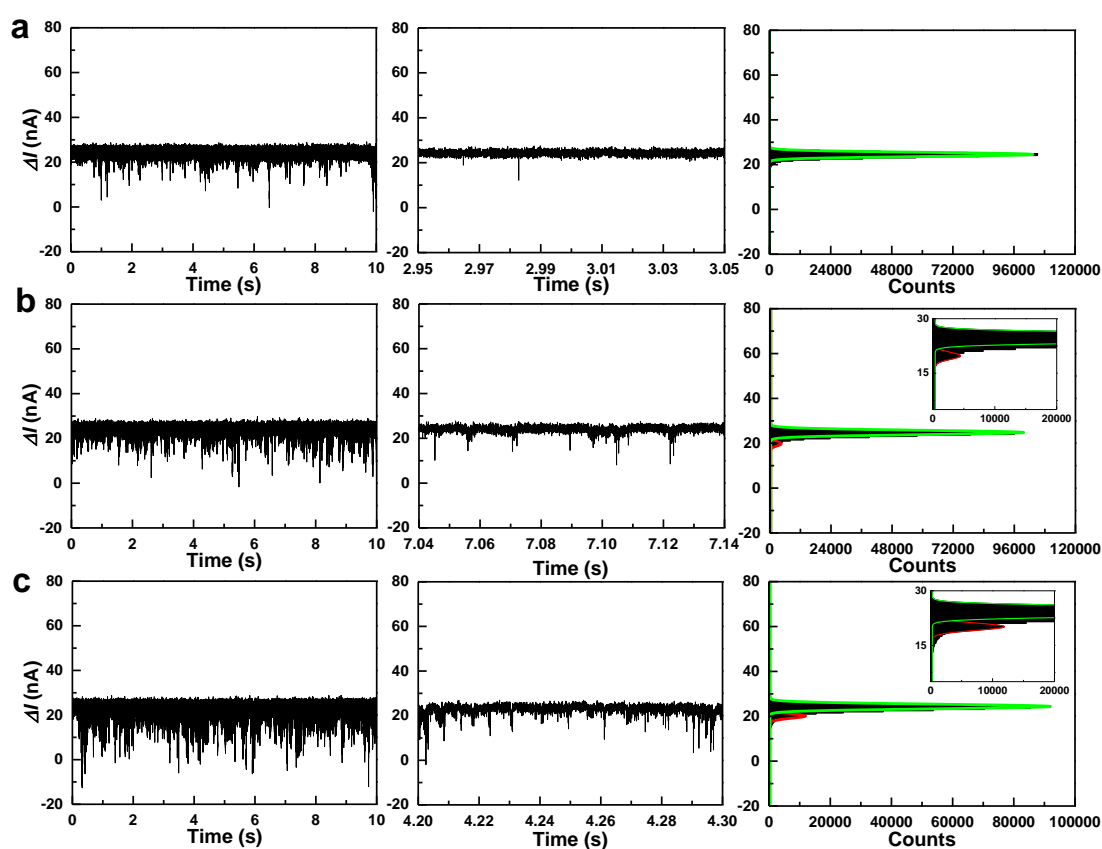 a
80
60
40
20
0
-20
ΔI (nA)
0 2 4 6 8 10
Time (s)
80
60
40
20
0
-20
2.95 2.97 2.99 3.01 3.03 3.05
Time (s)
80
60
40
20
0
-20
0 24000 48000 72000 96000 120000
Counts
b
80
60
40
20
0
-20
ΔI (nA)
0 2 4 6 8 10
Time (s)
80
60
40
20
0
-20
7.04 7.06 7.08 7.10 7.12 7.14
Time (s)
80
60
40
20
0
-20
0 24000 48000 72000 96000 120000
Counts
30
15
0 10000 20000
c
80
60
40
20
0
-20
ΔI (nA)
0 2 4 6 8 10
Time (s)
80
60
40
20
0
-20
4.20 4.22 4.24 4.26 4.28 4.30
Time (s)
80
60
40
20
0
-20
0 20000 40000 60000 80000 100000
Counts
30
15
0 10000 20000